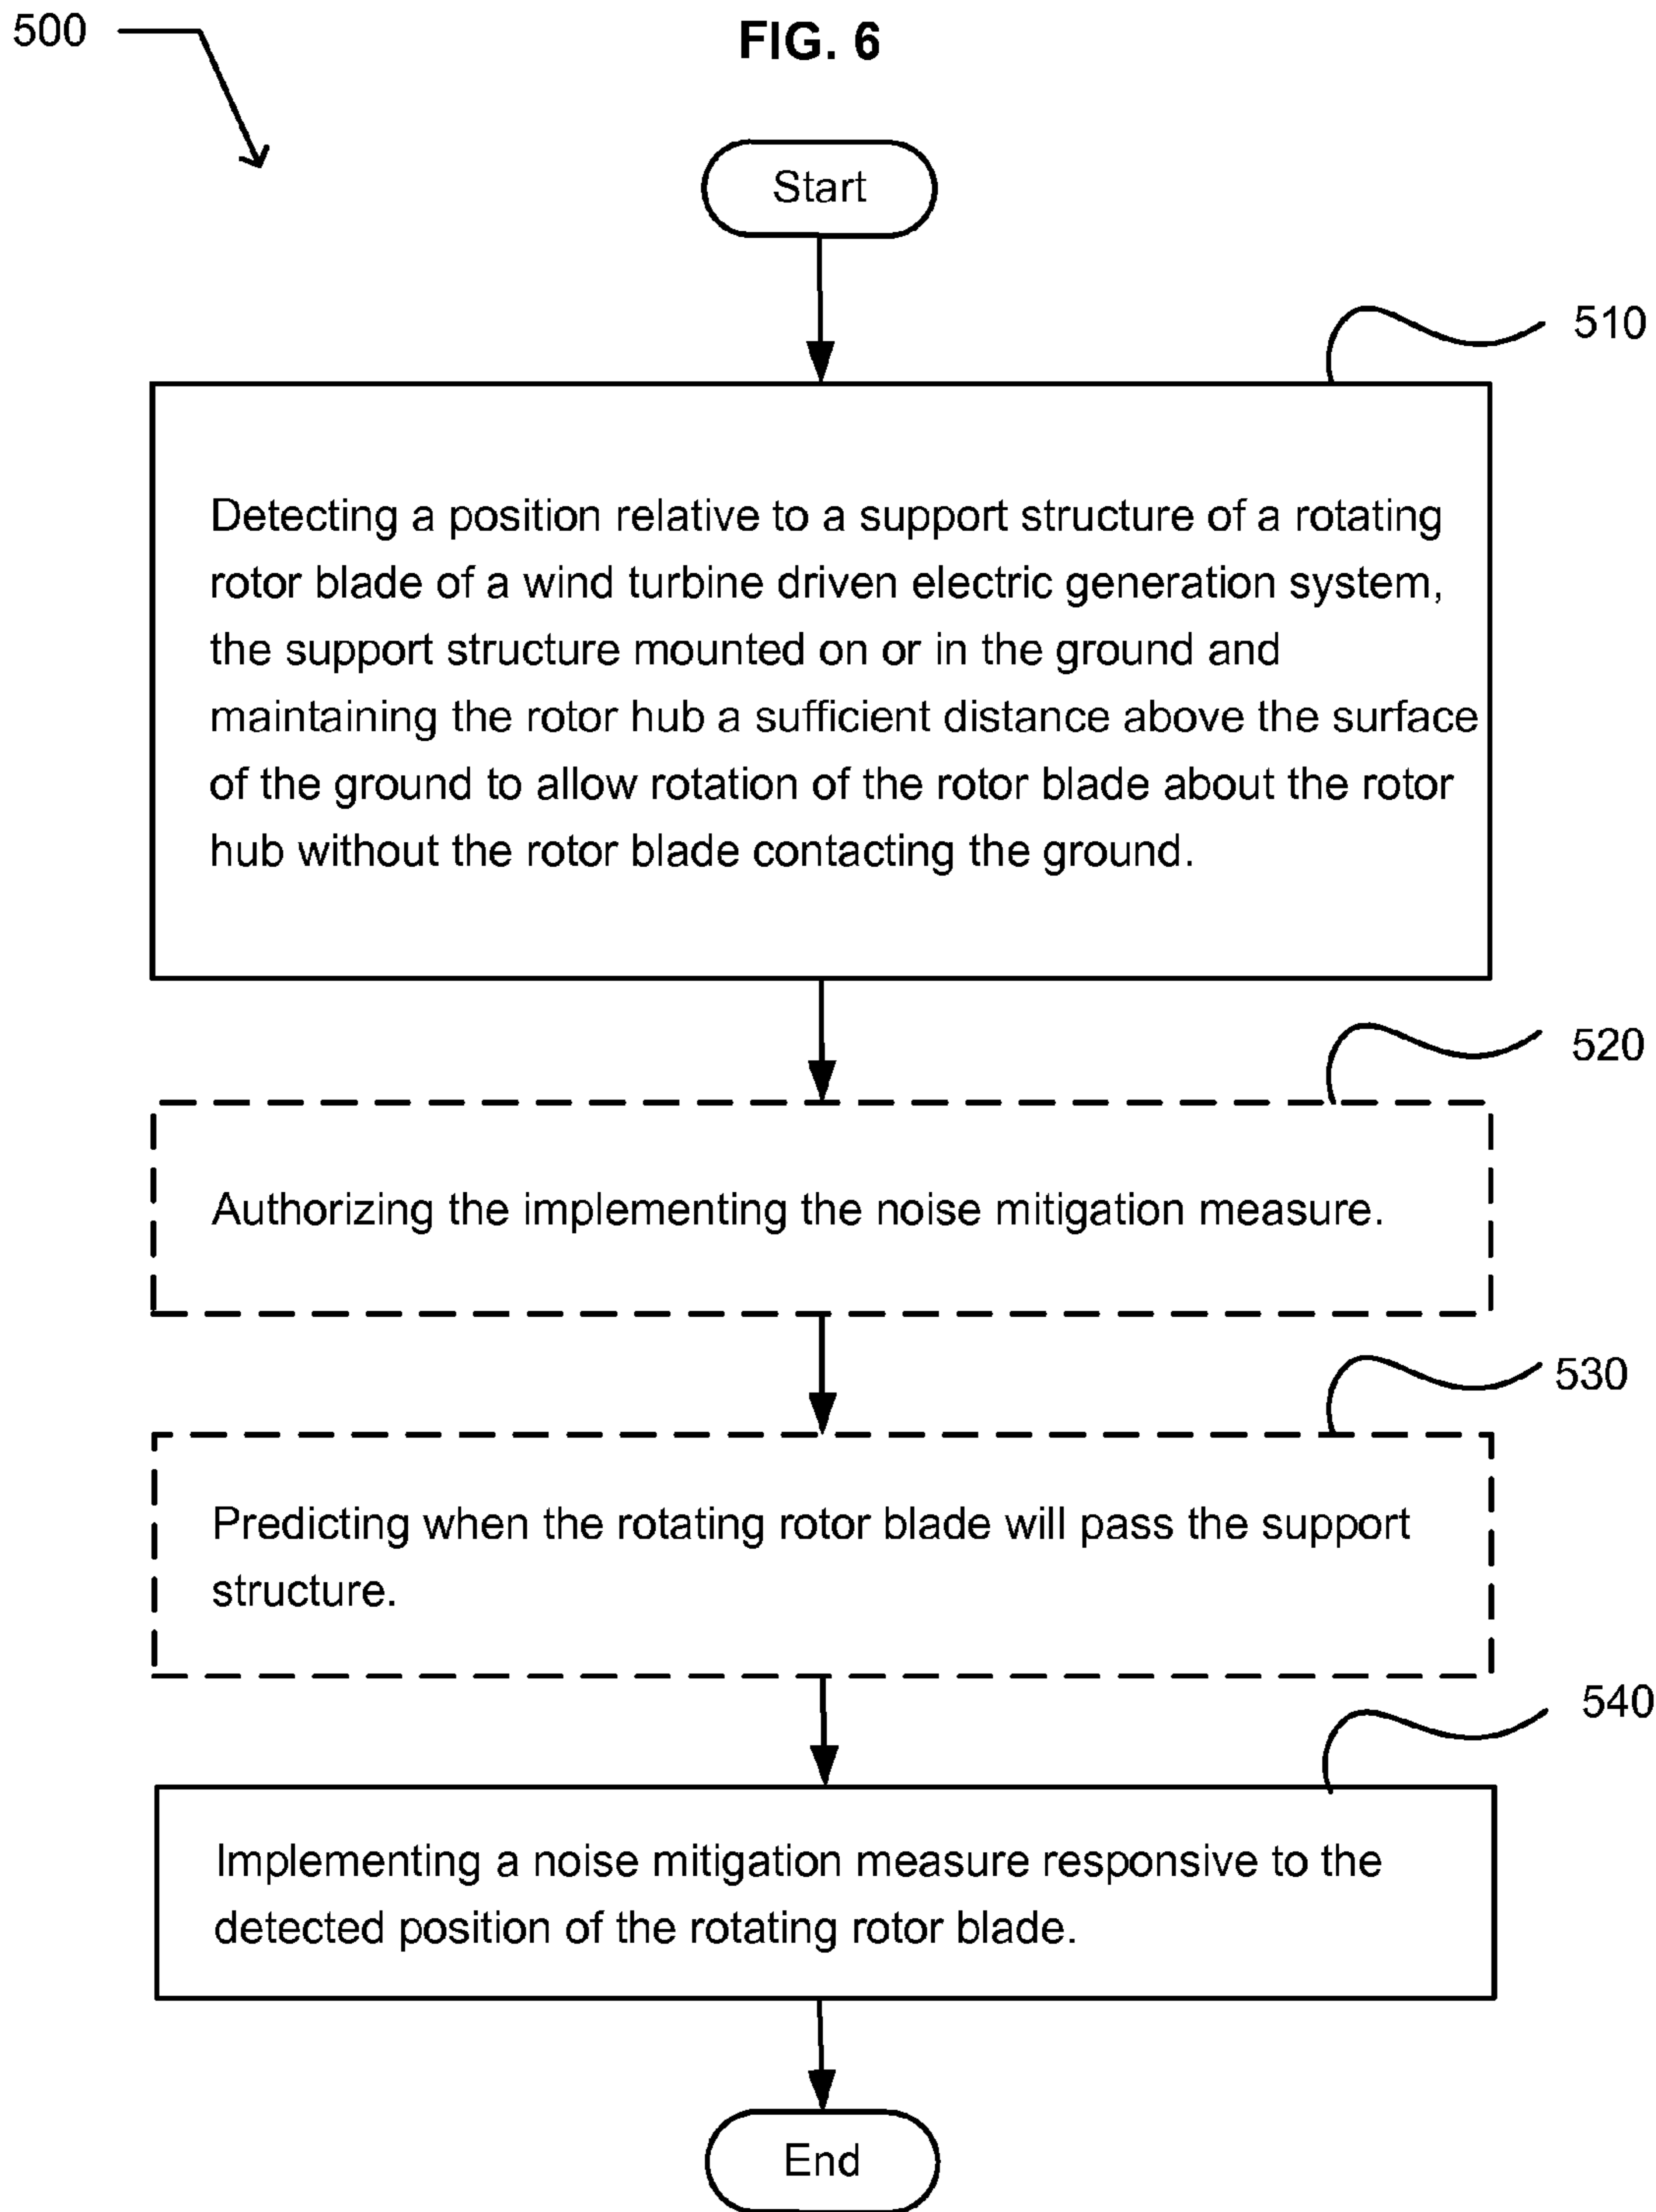 500
FIG. 6
Start
510
Detecting a position relative to a support structure of a rotating
rotor blade of a wind turbine driven electric generation system,
the support structure mounted on or in the ground and
maintaining the rotor hub a sufficient distance above the surface
of the ground to allow rotation of the rotor blade about the rotor
hub without the rotor blade contacting the ground.
520
Authorizing the implementing the noise mitigation measure.
530
Predicting when the rotating rotor blade will pass the support
structure.
540
Implementing a noise mitigation measure responsive to the
detected position of the rotating rotor blade.
End